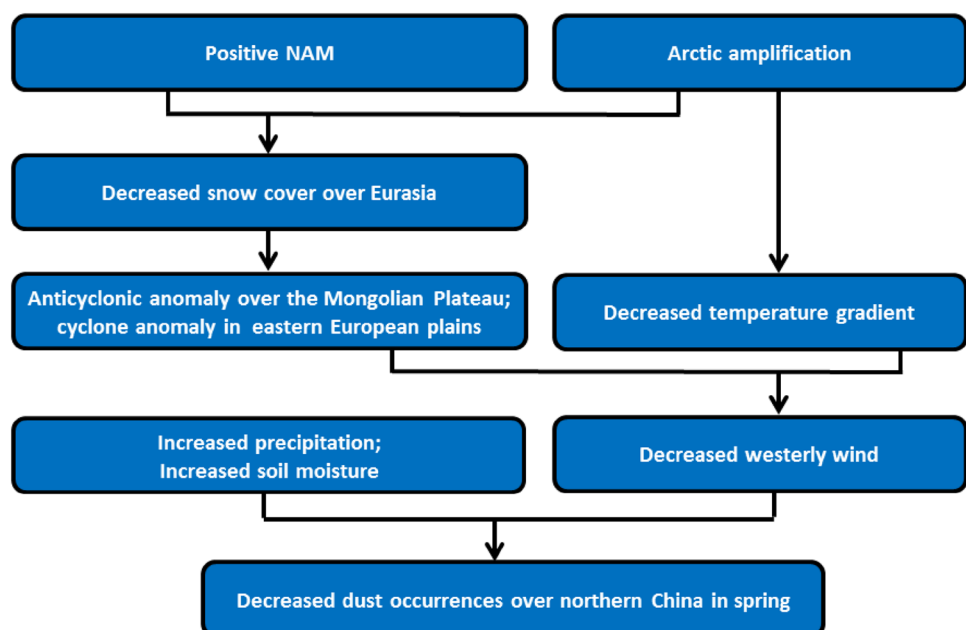 Positive NAM
Arctic amplification
Decreased snow cover over Eurasia
Anticyclonic anomaly over the Mongolian Plateau;
cyclone anomaly in eastern European plains
Decreased temperature gradient
Increased precipitation;
Increased soil moisture
Decreased westerly wind
Decreased dust occurrences over northern China in spring